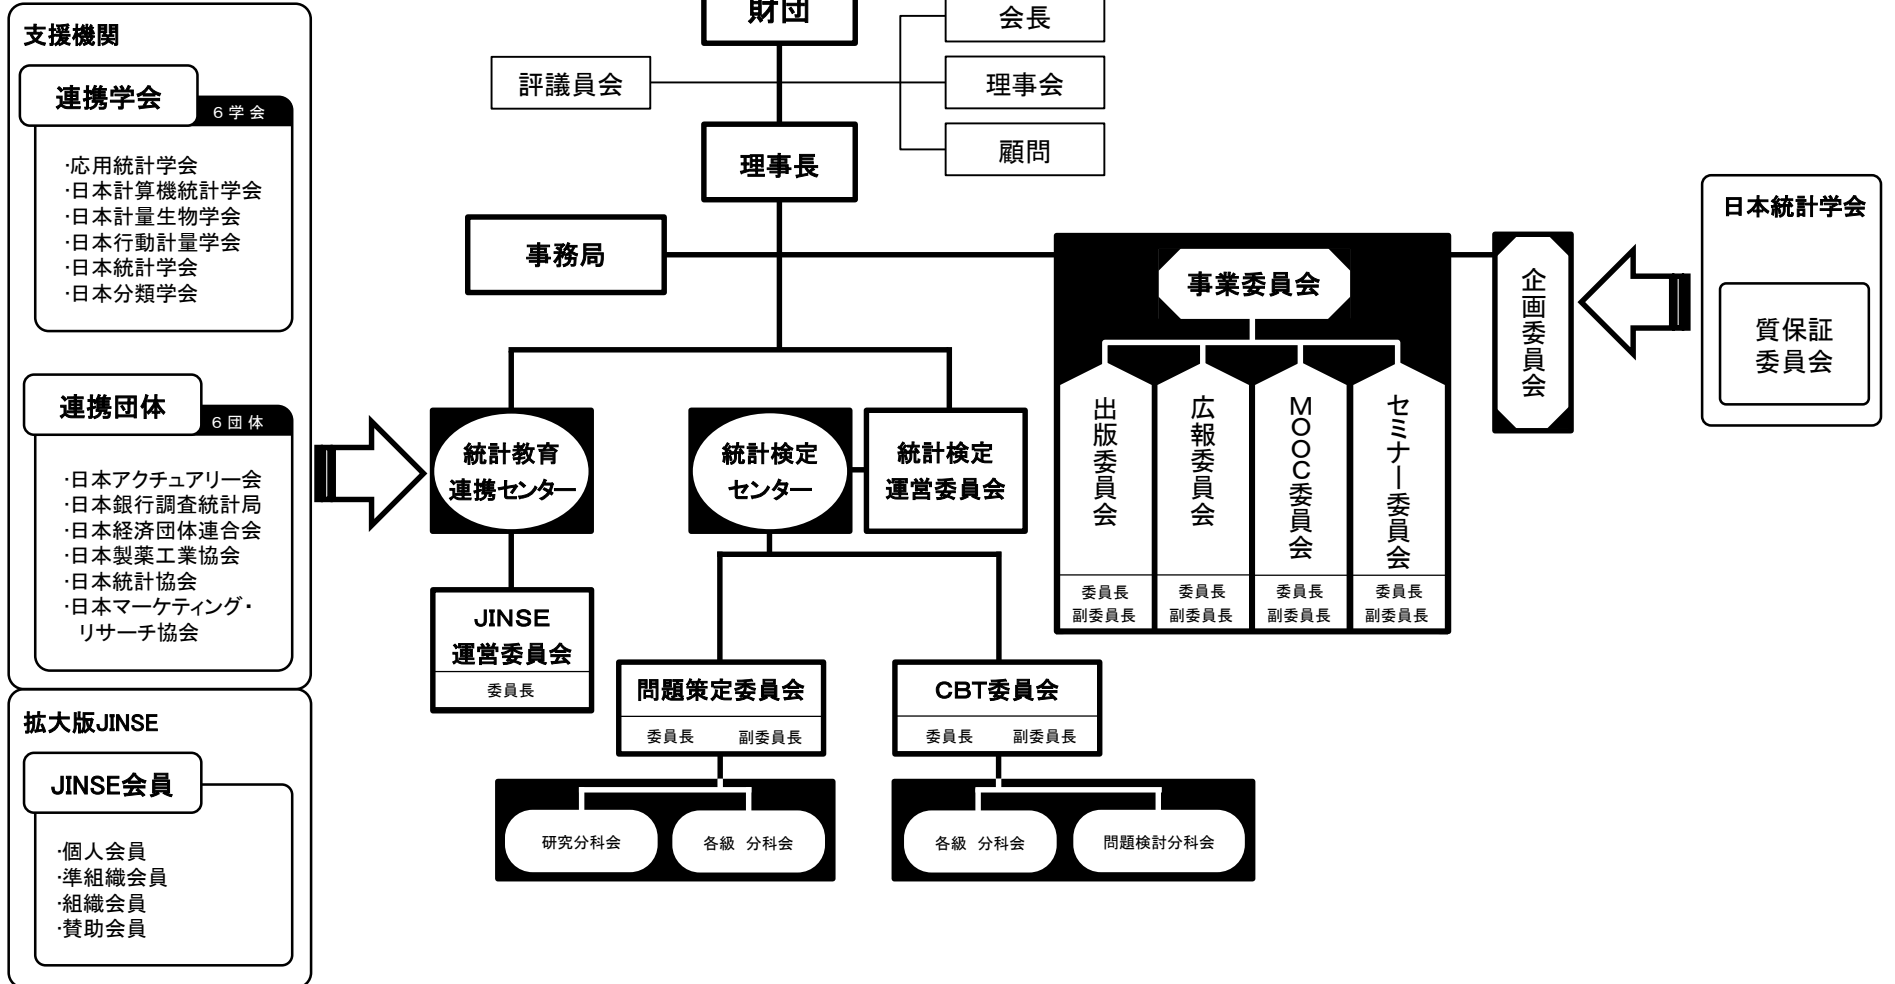 支援機関
連携学会
6学会
・応用統計学会
・日本計算機統計学会
・日本計量生物学会
・日本行動計量学会
・日本統計学会
・日本分類学会
連携団体
6団体
・日本アクチュアリー会
・日本銀行調査統計局
・日本経済団体連合会
・日本製薬工業協会
・日本統計協会
・日本マーケティング・
リサーチ協会
拡大版JINSE
JINSE会員
・個人会員
・準組織会員
・組織会員
・賛助会員
財団
会長
評議員会
理事会
顧問
理事長
事務局
事業委員会
出版委員会
委員長
副委員長
広報委員会
委員長
副委員長
MOOC委員会
委員長
副委員長
セミナー委員会
委員長
副委員長
企画委員会
日本統計学会
質保証
委員会
統計教育
連携センター
統計検定
センター
統計検定
運営委員会
JINSE
運営委員会
委員長
問題策定委員会
委員長 副委員長
研究分科会
各級 分科会
CBT委員会
委員長 副委員長
各級 分科会
問題検討分科会